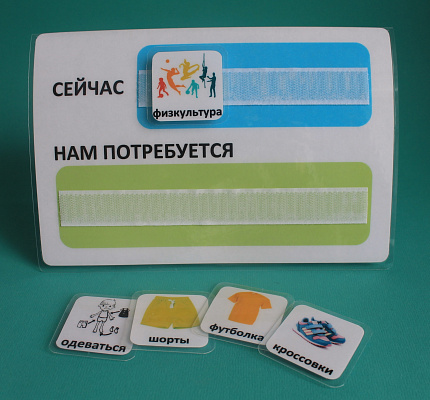 СЕЙЧАС
физкультура
НАМ ПОТРЕБУЕТСЯ
одеваться
шорты
футболка
кроссовки